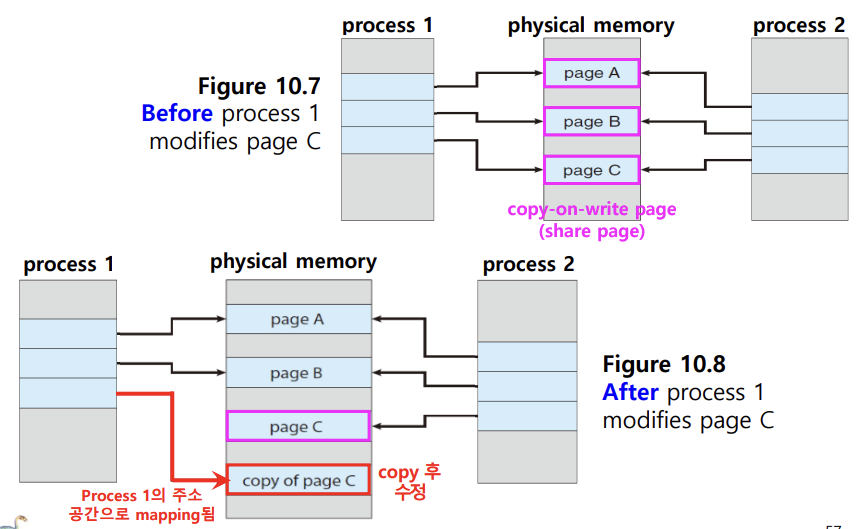 process 1
physical memory
process 2
Figure 10.7
Before process 1
modifies page C
page A
page B
page C
copy-on-write page
(share page)
process 1
physical memory
process 2
page A
page B
page C
copy of page C
Figure 10.8
After process 1
modifies page C
copy 후
수정
Process 1의 주소
공간으로 mapping됨